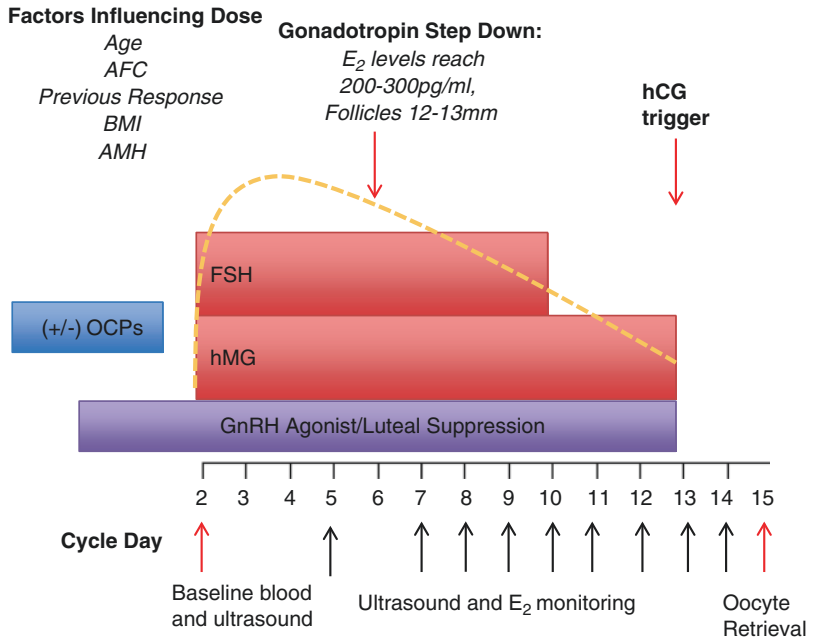 Factors Influencing Dose
Age
AFC
Previous Response
BMI
AMH
Gonadotropin Step Down:
E₂ levels reach
200-300pg/ml,
Follicles 12-13mm
hCG
trigger
FSH
(+/-) OCPs
hMG
GnRH Agonist/Luteal Suppression
2 3 4 5 6 7 8 9 10 11 12 13 14 15
Cycle Day
Baseline blood
and ultrasound
Ultrasound and E₂ monitoring
Oocyte
Retrieval